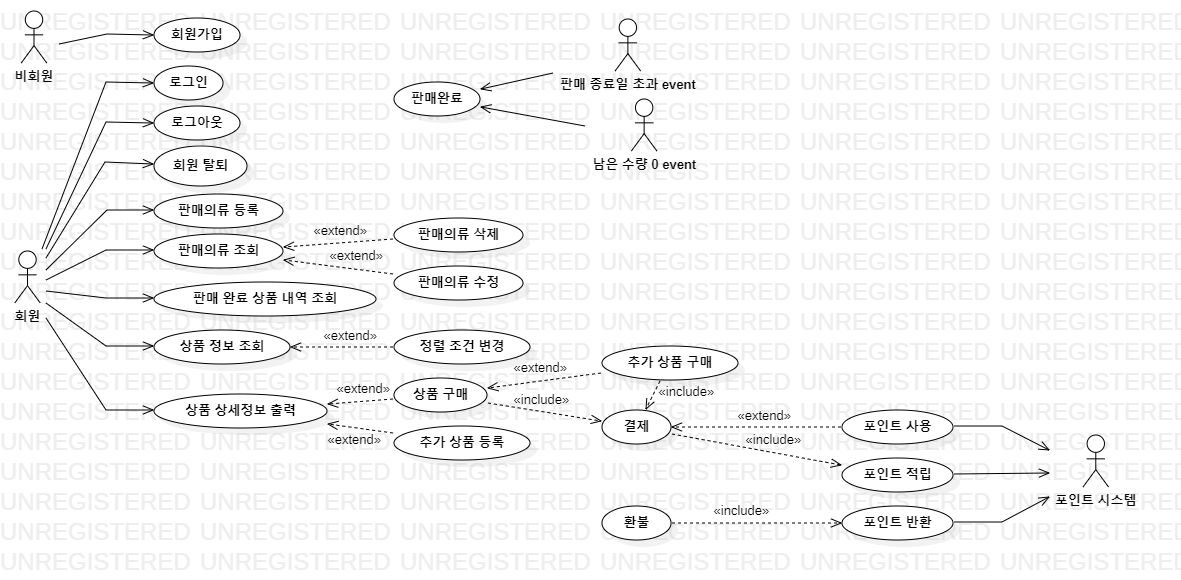 비회원
회원가입
로그인
로그아웃
회원 탈퇴
판매의류 등록
판매의류 조회
판매 완료 상품 내역 조회
상품 정보 조회
상품 상세정보 출력
회원
판매완료
판매 종료일 초과 event
남은 수량 0 event
«extend»
판매의류 삭제
«extend»
판매의류 수정
«extend»
정렬 조건 변경
«extend»
상품 구매
«extend»
추가 상품 등록
«extend»
추가 상품 구매
«include»
«include»
결제
«extend»
포인트 사용
«include»
포인트 적립
환불
«include»
포인트 반환
포인트 시스템
UNREGISTERED